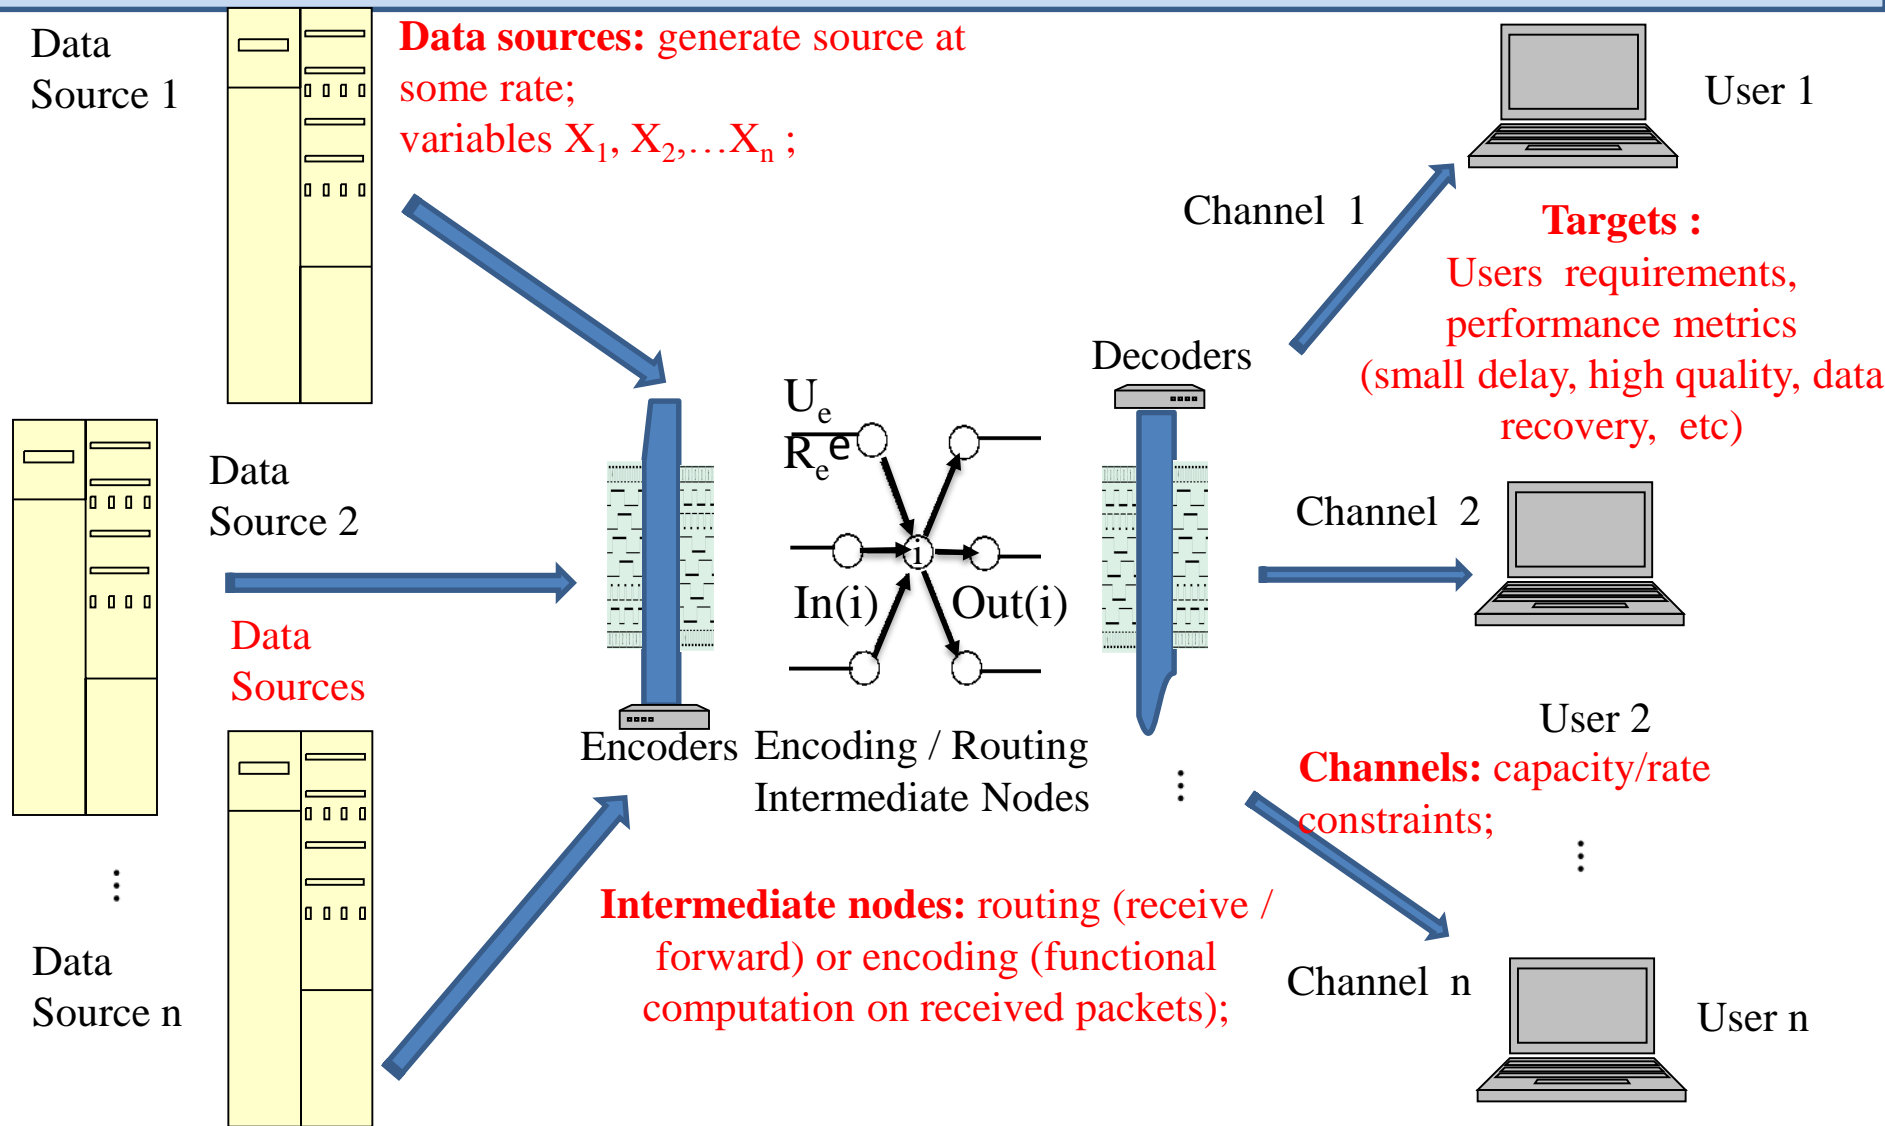 Data
Source 1
Data sources: generate source at
some rate;
variables X₁, X₂,…Xₙ ;
User 1
Channel 1
Targets :
Users requirements,
performance metrics
(small delay, high quality, data
recovery, etc)
Decoders
Uₑ
Rₑe
Data
Source 2
Channel 2
i
In(i) Out(i)
Data
Sources
User 2
Encoders
Encoding / Routing
Intermediate Nodes
⋮
Channels: capacity/rate
constraints;
⋮
⋮
Intermediate nodes: routing (receive /
forward) or encoding (functional
computation on received packets);
Data
Source n
Channel n
User n